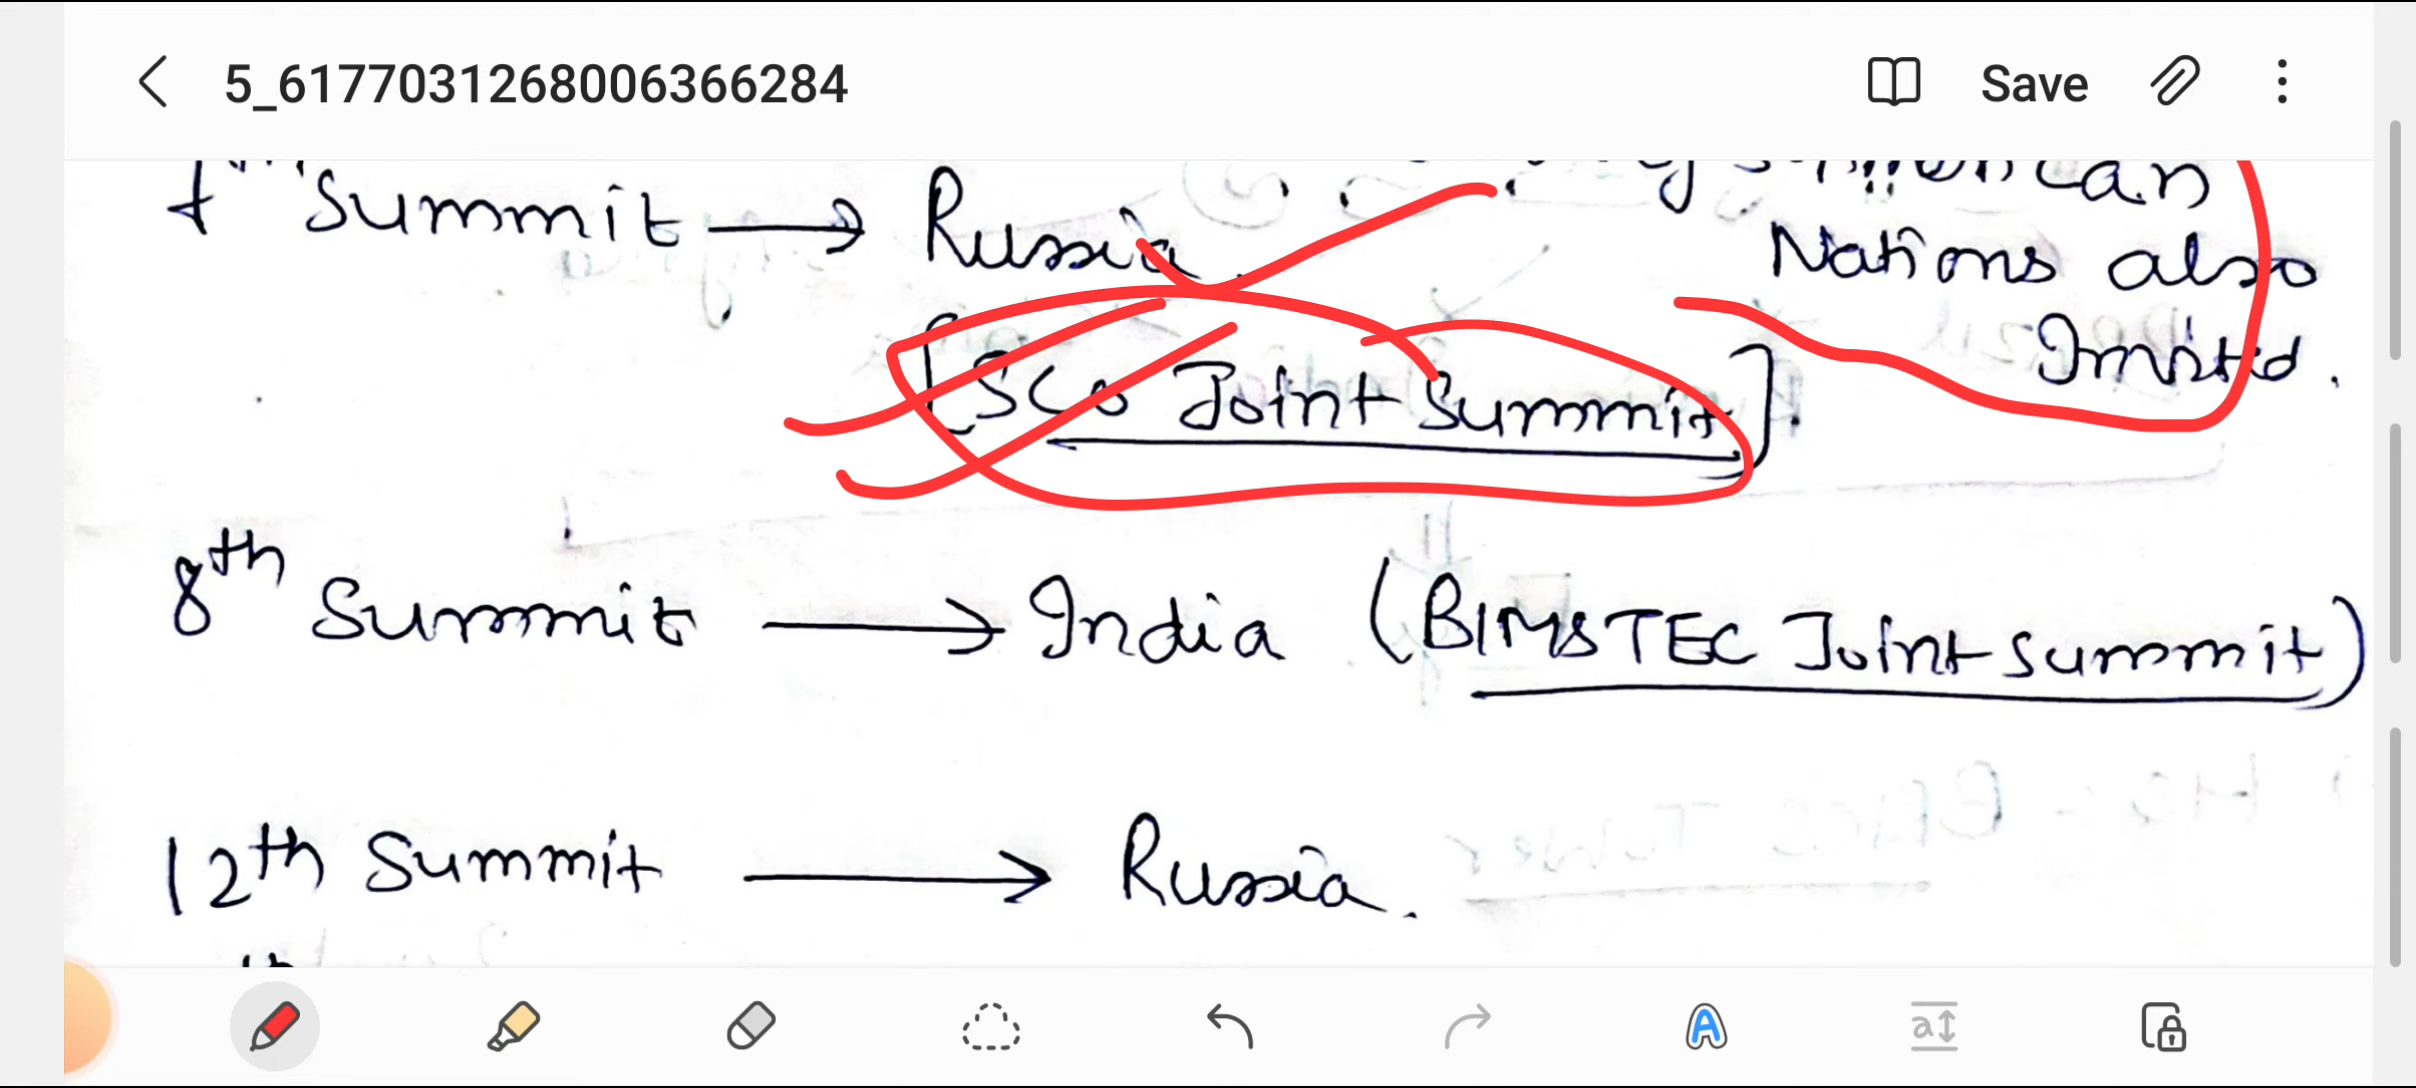 5_6177031268006366284
Save
Summit → Russia.
Nations also
Invited.
[SCO Joint Summit].
8th Summit → India (BIMSTEC Joint summit)
12th Summit → Russia.